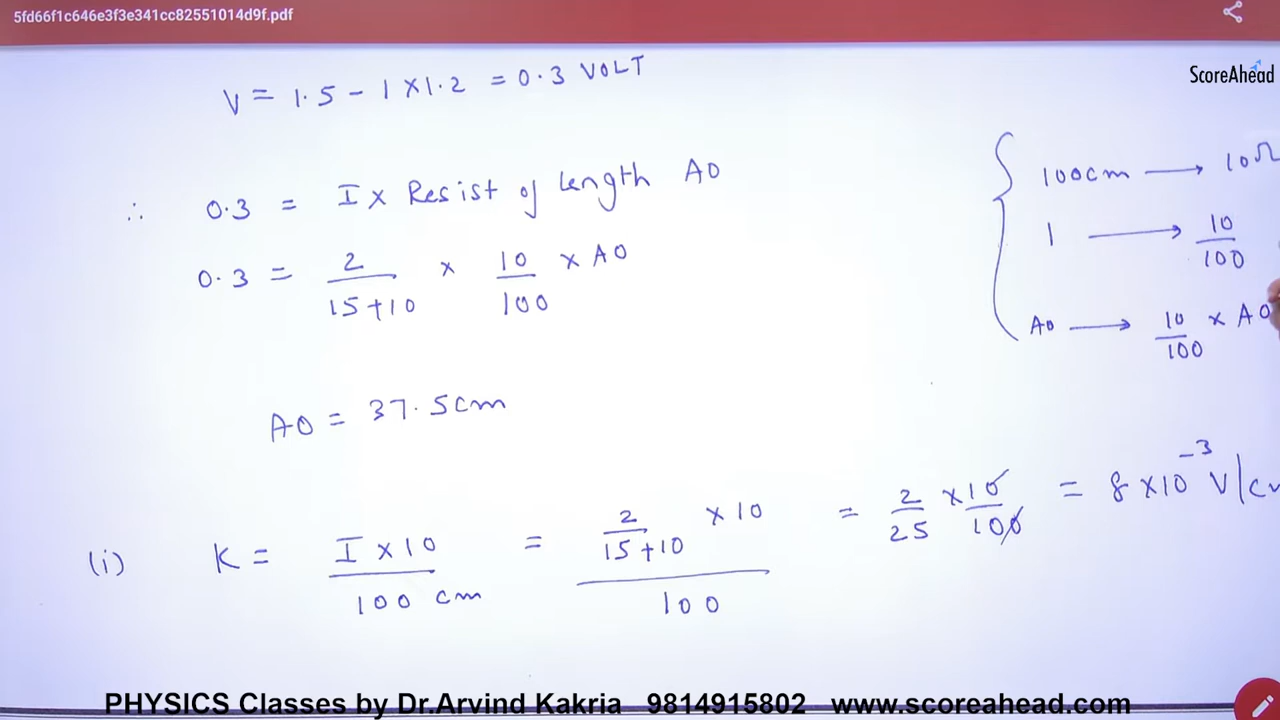 5fd66f1c646e3f3e341cc82551014d9f.pdf
ScoreAhead
V = 1.5 - 1 X 1.2 = 0.3 VOLT
∴ 0.3 = I X Resist of length AO
0.3 = 2/(15+10) x 10/100 x AO
AO = 37.5 cm
100cm → 10Ω
1 → 10/100
AO → 10/100 x AO
(i) K = (I x 10)/(100 cm) = (2/(15+10) x 10)/100 = 2/25 x 10/100 = 8 x 10⁻³ V/cm
PHYSICS Classes by Dr.Arvind Kakria 9814915802 www.scoreahead.com